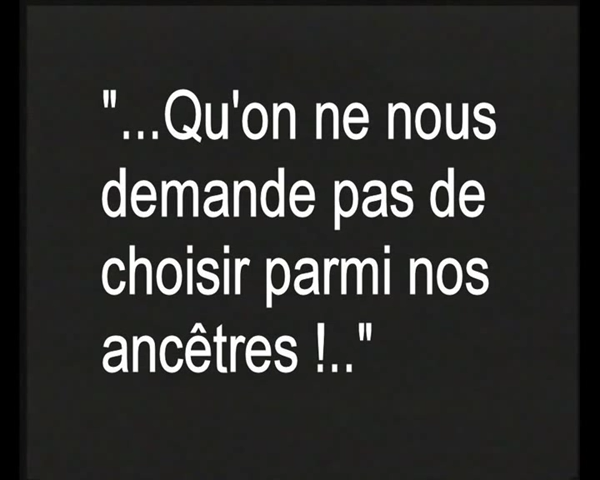 "...Qu'on ne nous
demande pas de
choisir parmi nos
ancêtres !.."